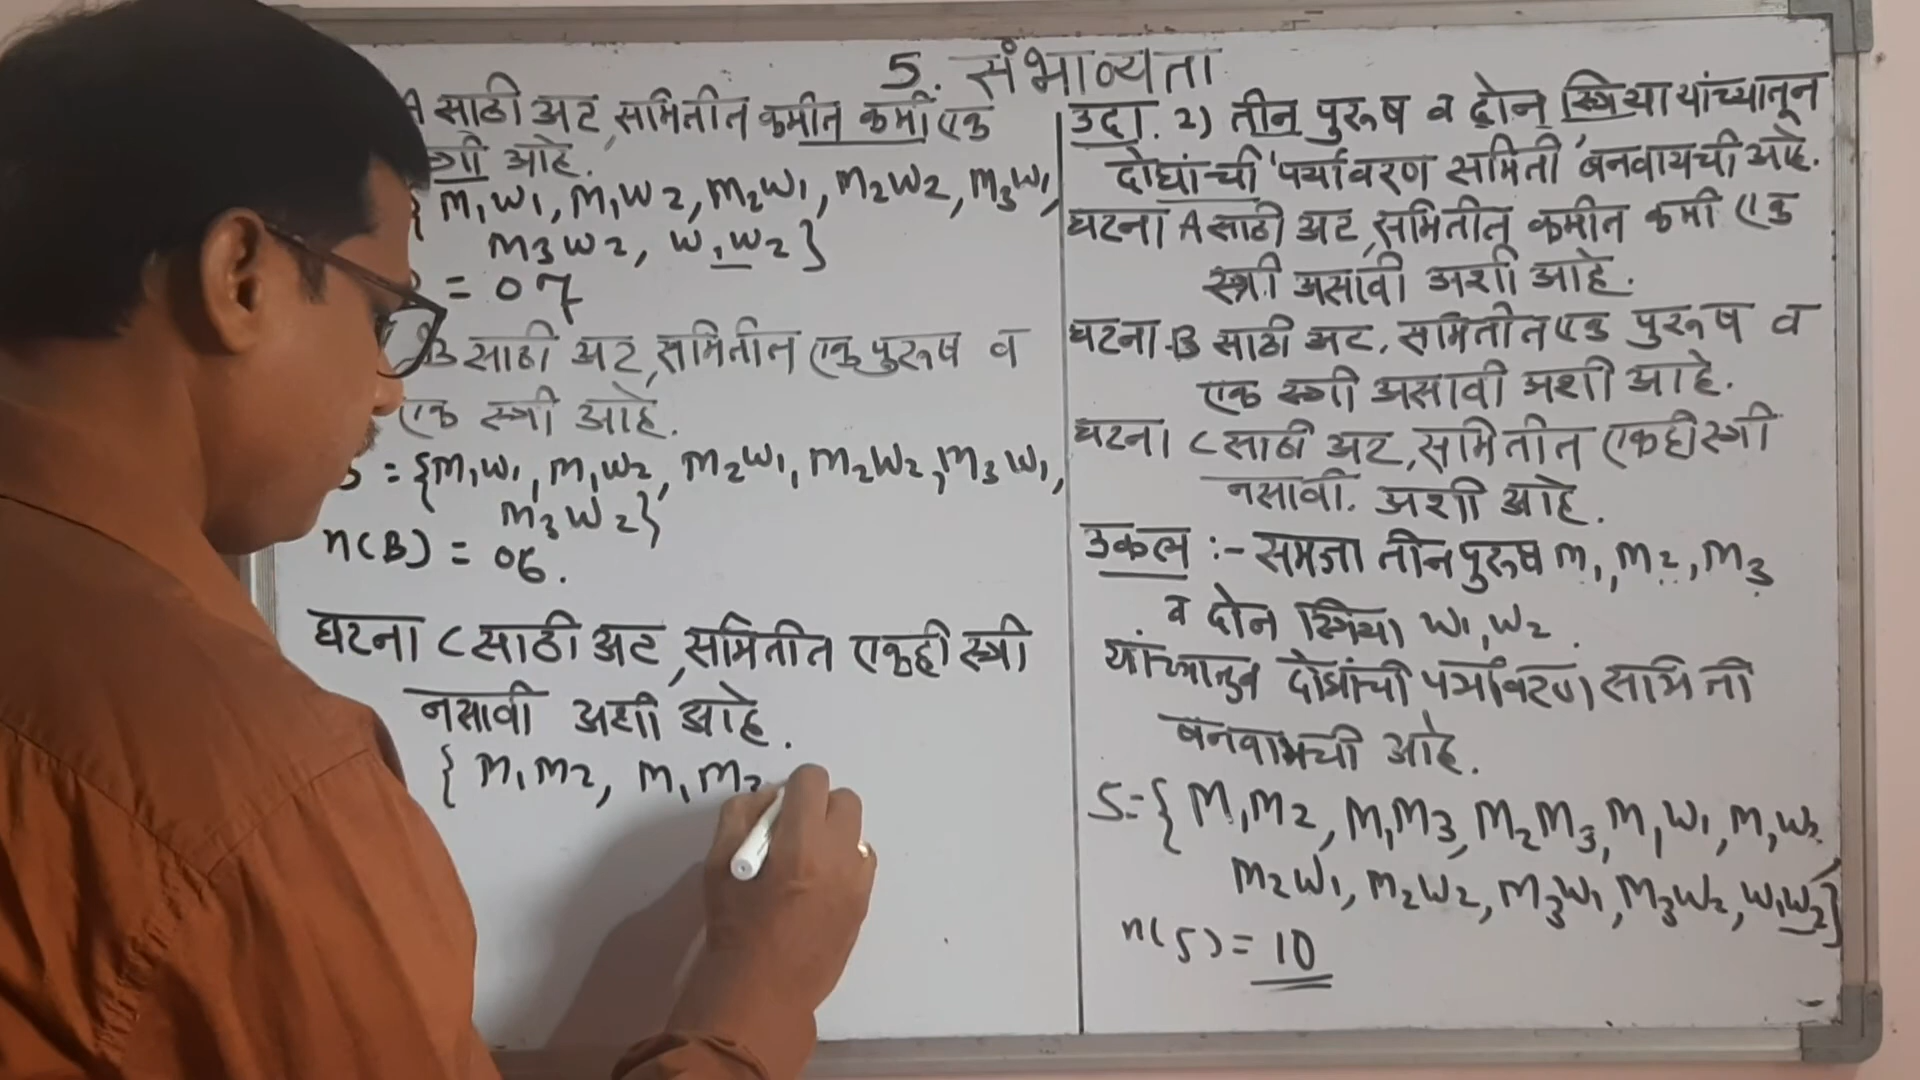 5. संभाव्यता
A साठी अट, समितीत कमीत कमी एक
स्त्री आहे.
{ M₁W₁, M₁W₂, M₂W₁, M₂W₂, M₃W₁,
M₃W₂, W₁W₂}
= 07
B साठी अट, समितीत एक पुरूष व
एक स्त्री आहे.
= {M₁W₁, M₁W₂, M₂W₁, M₂W₂, M₃W₁,
M₃W₂}
n(B) = 06.
घटना C साठी अट, समितीत एकही स्त्री
नसावी अशी आहे.
{ M₁M₂, M₁M₃
उदा. 2) तीन पुरूष व दोन स्त्रिया यांच्यातून
दोघांची 'पर्यावरण समिती' बनवायची आहे.
घटना A साठी अट, समितीत कमीत कमी एक
स्त्री असावी अशी आहे.
घटना B साठी अट, समितीत एक पुरूष व
एक स्त्री असावी अशी आहे.
घटना C साठी अट, समितीत एकही स्त्री
नसावी. अशी आहे.
उकल :- समजा तीन पुरूष M₁, M₂, M₃
व दोन स्त्रिया W₁, W₂.
यांच्यातुन दोघांची पर्यावरण समिती
बनवायची आहे.
S={ M₁M₂, M₁M₃, M₂M₃, M₁W₁, M₁W₂
M₂W₁, M₂W₂, M₃W₁, M₃W₂, W₁W₂}
n(S) = 10